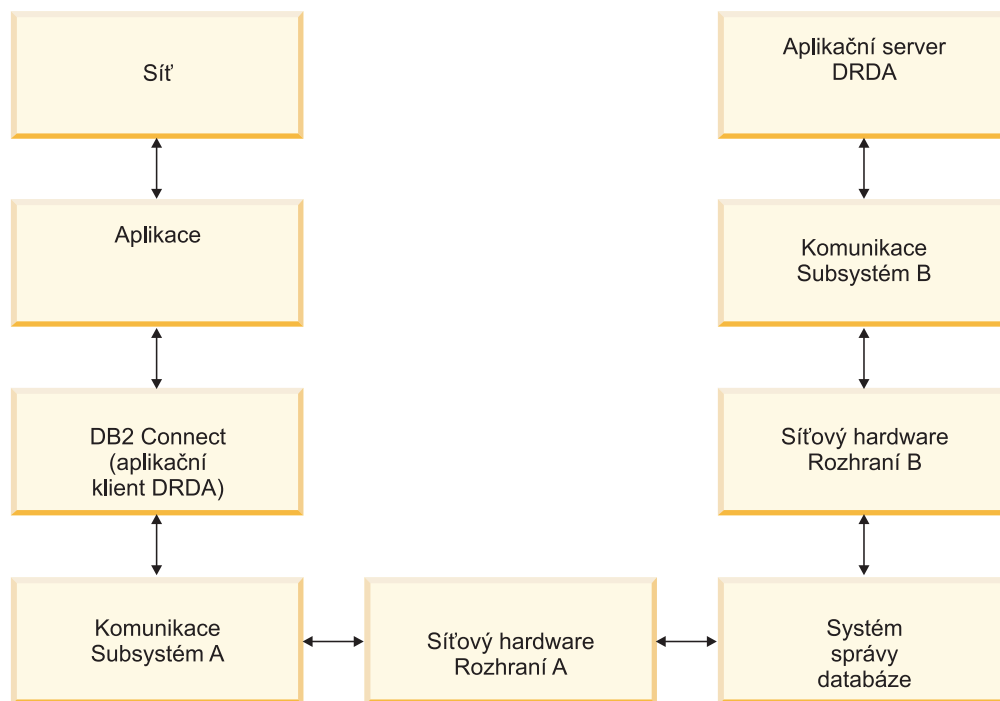 Síť
Aplikace
DB2 Connect
(aplikační
klient DRDA)
Komunikace
Subsystém A
Síťový hardware
Rozhraní A
Systém
správy
databáze
Síťový hardware
Rozhraní B
Komunikace
Subsystém B
Aplikační server
DRDA